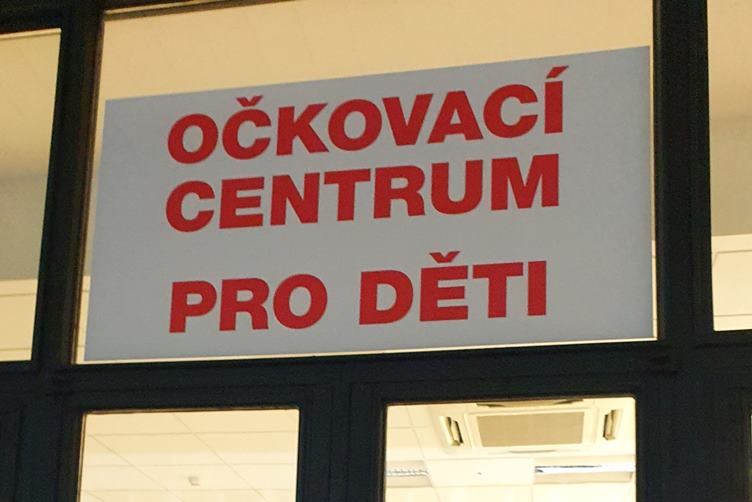 OČKOVACÍ
CENTRUM
PRO DĚTI